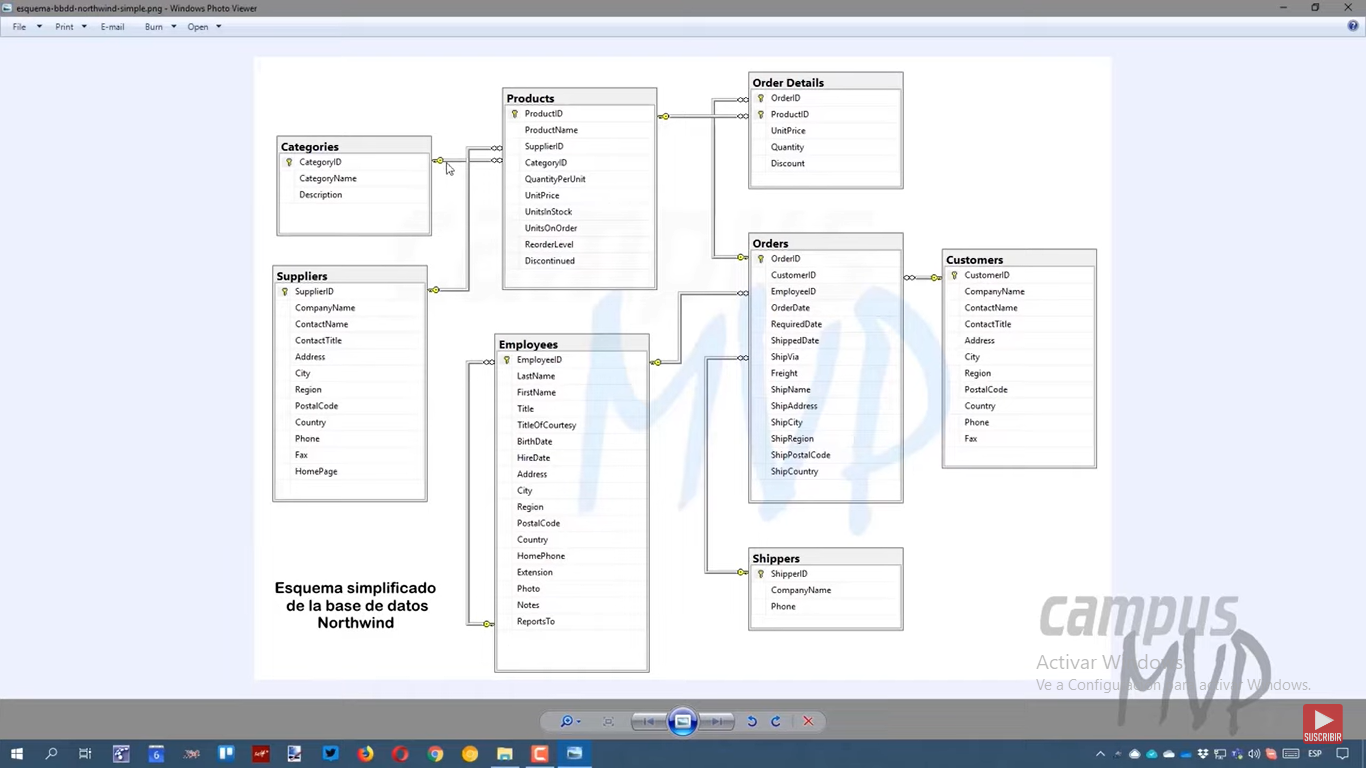 esquema-bbdd-northwind-simple.png - Windows Photo Viewer
File Print E-mail Burn Open
Categories
CategoryID
CategoryName
Description
Suppliers
SupplierID
CompanyName
ContactName
ContactTitle
Address
City
Region
PostalCode
Country
Phone
Fax
HomePage
Products
ProductID
ProductName
SupplierID
CategoryID
QuantityPerUnit
UnitPrice
UnitsInStock
UnitsOnOrder
ReorderLevel
Discontinued
Employees
EmployeeID
LastName
FirstName
Title
TitleOfCourtesy
BirthDate
HireDate
Address
City
Region
PostalCode
Country
HomePhone
Extension
Photo
Notes
ReportsTo
Order Details
OrderID
ProductID
UnitPrice
Quantity
Discount
Orders
OrderID
CustomerID
EmployeeID
OrderDate
RequiredDate
ShippedDate
ShipVia
Freight
ShipName
ShipAddress
ShipCity
ShipRegion
ShipPostalCode
ShipCountry
Customers
CustomerID
CompanyName
ContactName
ContactTitle
Address
City
Region
PostalCode
Country
Phone
Fax
Shippers
ShipperID
CompanyName
Phone
Esquema simplificado
de la base de datos
Northwind
campus
MVP
campus
MVP
Activar Windows
Ve a Configuración para activar Windows.
SUSCRIBIR
6
ESP